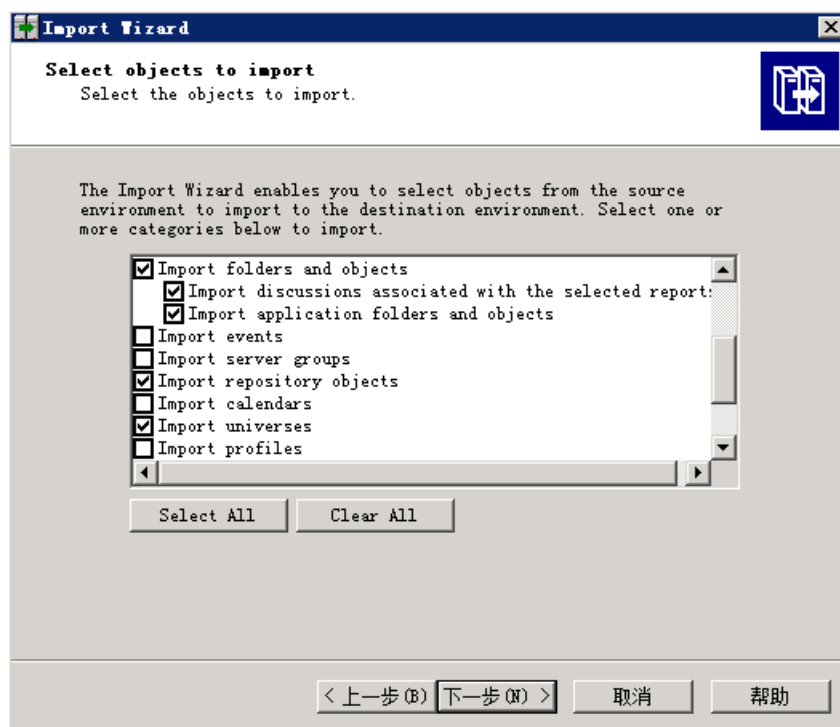 Import Wizard
Select objects to import
Select the objects to import.
The Import Wizard enables you to select objects from the source
environment to import to the destination environment. Select one or
more categories below to import.
Import folders and objects
Import discussions associated with the selected reports
Import application folders and objects
Import events
Import server groups
Import repository objects
Import calendars
Import universes
Import profiles
Select All
Clear All
< 上一步(B)
下一步(N) >
取消
帮助